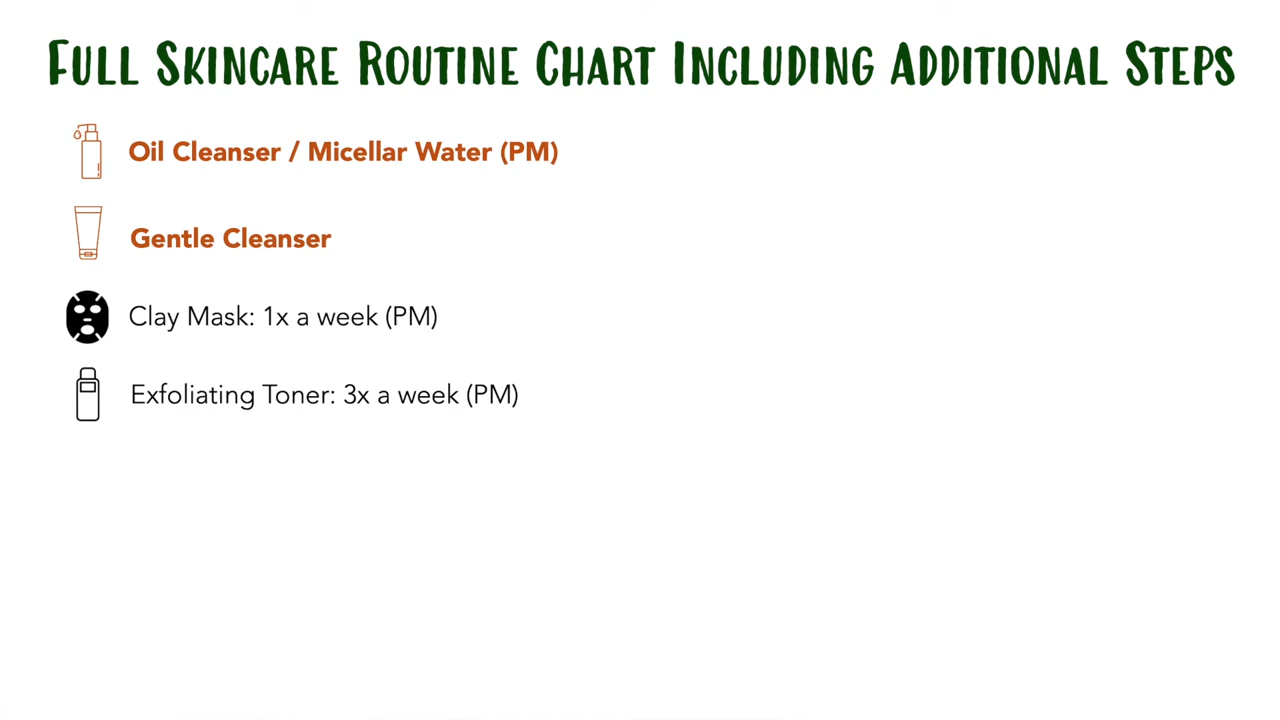 Full Skincare Routine Chart Including Additional Steps
Oil Cleanser / Micellar Water (PM)
Gentle Cleanser
Clay Mask: 1x a week (PM)
Exfoliating Toner: 3x a week (PM)